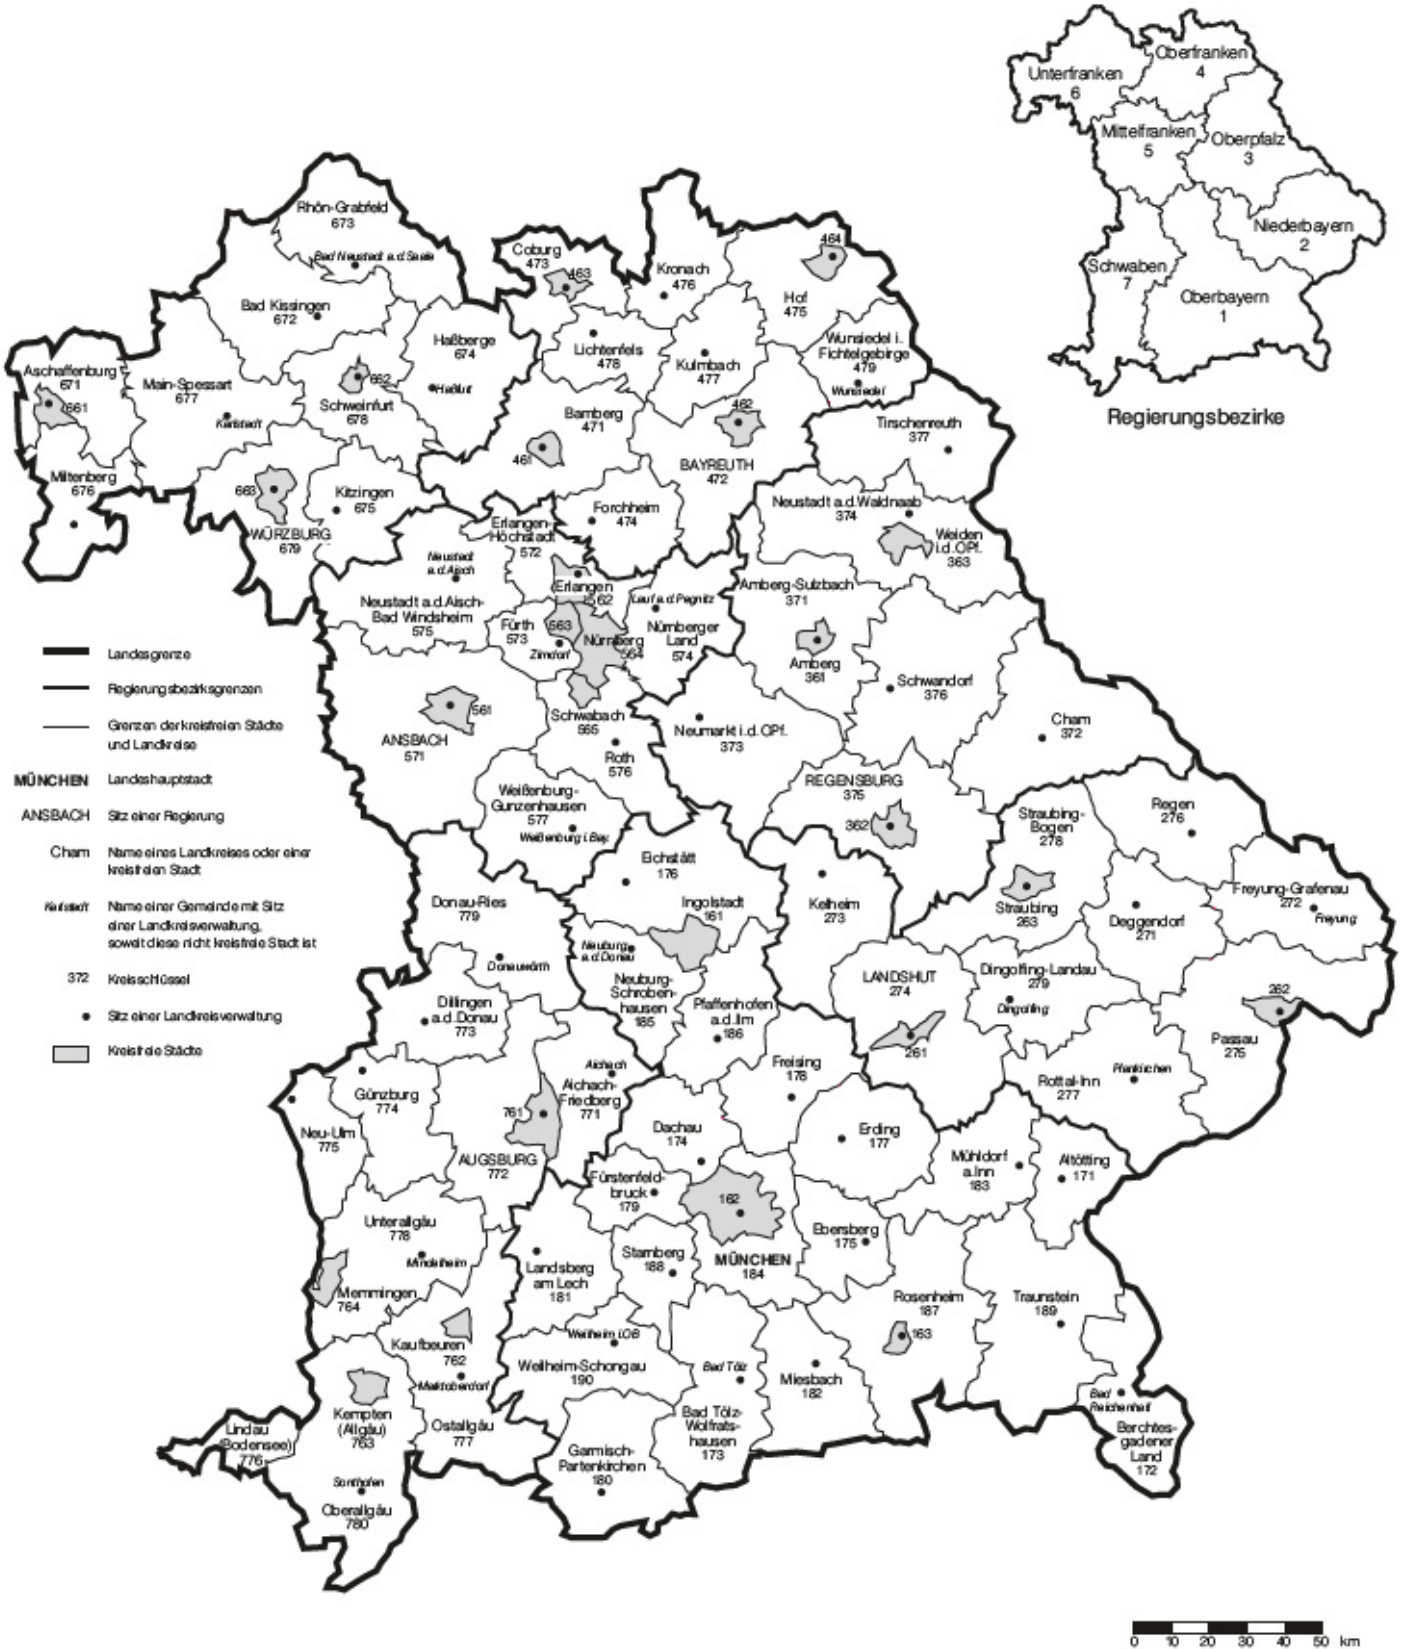 Oberfranken
4
Unterfranken
6
Mittelfranken
5
Oberpfalz
3
Niederbayern
2
Schwaben
7
Oberbayern
1
Regierungsbezirke
Rhön-Grabfeld
673
Bad Neustadt a.d.Saale
Coburg
473
463
Kronach
476
464
Hof
475
Bad Kissingen
672
Haßberge
674
Haßfurt
Lichtenfels
478
Kulmbach
477
Wunsiedel i.
Fichtelgebirge
479
Wunsiedel
Aschaffenburg
671
661
Main-Spessart
677
Karlstadt
662
Schweinfurt
678
Bamberg
471
461
462
BAYREUTH
472
Tirschenreuth
377
Miltenberg
676
663
WÜRZBURG
679
Kitzingen
675
Forchheim
474
Neustadt a.d.Waldnaab
374
Weiden
i.d.OPf.
363
Erlangen-
Höchstadt
572
Neustadt
a.d.Aisch
Neustadt a.d.Aisch-
Bad Windsheim
575
Erlangen
562
Fürth
573
563
Zirndorf
Nürnberg
564
Lauf a.d.Pegnitz
Nürnberger
Land
574
Amberg-Sulzbach
371
Amberg
361
Schwandorf
376
Cham
372
561
ANSBACH
571
Schwabach
565
Roth
576
Neumarkt i.d.OPf.
373
REGENSBURG
375
362
Weißenburg-
Gunzenhausen
577
Weißenburg i.Bay.
Landesgrenze
Regierungsbezirksgrenzen
Grenzen der kreisfreien Städte
und Landkreise
MÜNCHEN Landeshauptstadt
ANSBACH Sitz einer Regierung
Cham Name eines Landkreises oder einer
kreisfreien Stadt
Karlstadt Name einer Gemeinde mit Sitz
einer Landkreisverwaltung,
soweit diese nicht kreisfreie Stadt ist
372 Kreisschlüssel
Sitz einer Landkreisverwaltung
Kreisfreie Städte
Straubing-
Bogen
278
Regen
276
Eichstätt
176
Ingolstadt
161
Kelheim
273
Straubing
263
Deggendorf
271
Freyung-Grafenau
272
Freyung
Donau-Ries
779
Donauwörth
Neuburg
a.d.Donau
Neuburg-
Schroben-
hausen
185
LANDSHUT
274
261
Dingolfing-Landau
279
Dingolfing
262
Passau
275
Dillingen
a.d.Donau
773
Pfaffenhofen
a.d.Ilm
186
Freising
178
Rottal-Inn
277
Pfarrkirchen
Günzburg
774
Aichach
Aichach-
Friedberg
771
761
AUGSBURG
772
Neu-Ulm
775
Dachau
174
Erding
177
Mühldorf
a.Inn
183
Altötting
171
Fürstenfeld-
bruck
179
162
MÜNCHEN
184
Ebersberg
175
Unterallgäu
778
Mindelheim
Memmingen
764
Landsberg
am Lech
181
Starnberg
188
Rosenheim
187
163
Traunstein
189
Kaufbeuren
762
Marktoberdorf
Weilheim i.OB
Weilheim-Schongau
190
Bad Tölz
Bad Tölz-
Wolfrats-
hausen
173
Miesbach
182
Bad
Reichenhall
Berchtes-
gadener
Land
172
Lindau
(Bodensee)
776
Kempten
(Allgäu)
763
Ostallgäu
777
Garmisch-
Partenkirchen
180
Sonthofen
Oberallgäu
780
0 10 20 30 40 50 km